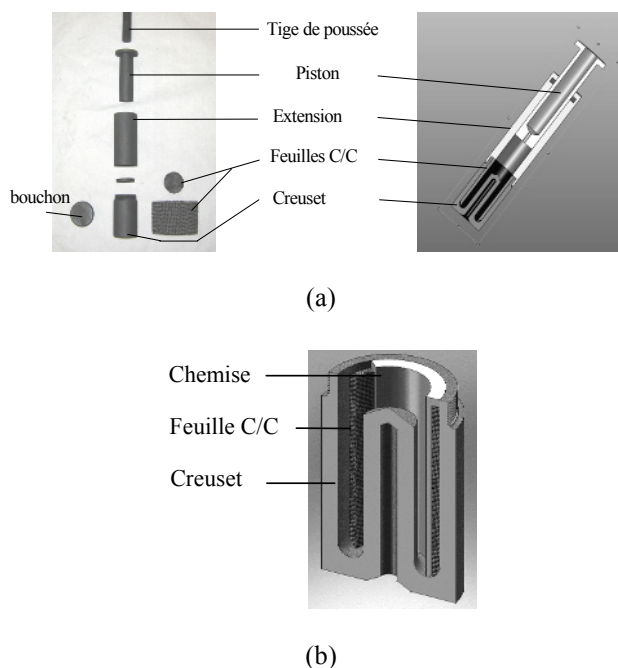 Tige de poussée
Piston
Extension
Feuilles C/C
bouchon
Creuset
(a)
Chemise
Feuille C/C
Creuset
(b)